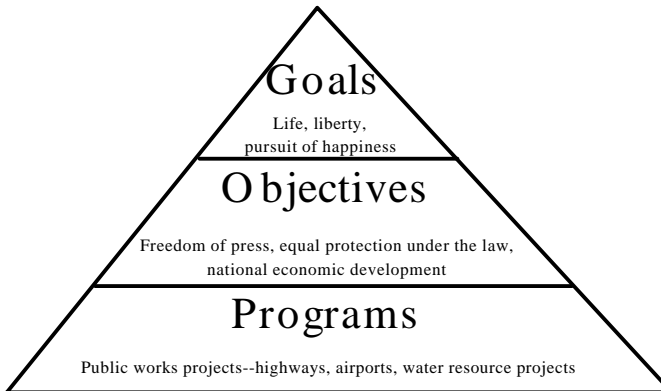 Goals
Life, liberty,
pursuit of happiness
Objectives
Freedom of press, equal protection under the law,
national economic development
Programs
Public works projects--highways, airports, water resource projects